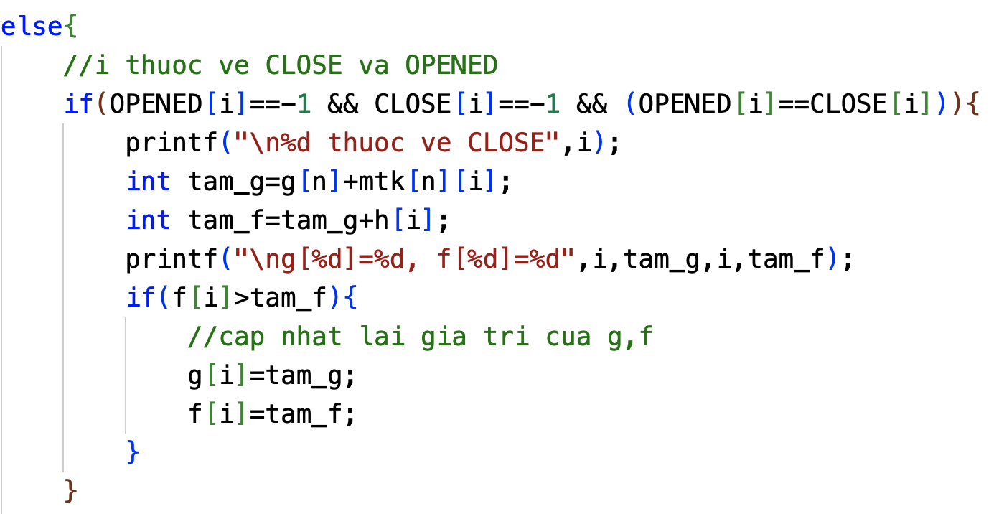 else{
//i thuoc ve CLOSE va OPENED
if(OPENED[i]==-1 && CLOSE[i]==-1 && (OPENED[i]==CLOSE[i])){
printf("\n%d thuoc ve CLOSE",i);
int tam_g=g[n]+mtk[n][i];
int tam_f=tam_g+h[i];
printf("\ng[%d]=%d, f[%d]=%d",i,tam_g,i,tam_f);
if(f[i]>tam_f){
//cap nhat lai gia tri cua g,f
g[i]=tam_g;
f[i]=tam_f;
}
}